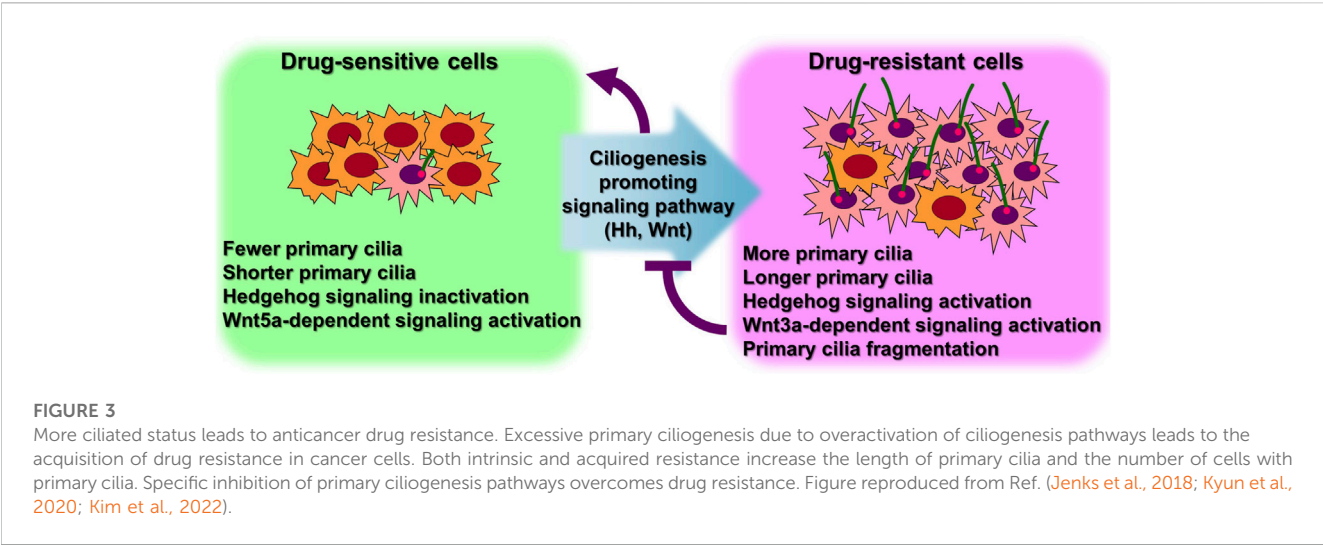 Drug-sensitive cells
Fewer primary cilia
Shorter primary cilia
Hedgehog signaling inactivation
Wnt5a-dependent signaling activation
Ciliogenesis
promoting
signaling pathway
(Hh, Wnt)
Drug-resistant cells
More primary cilia
Longer primary cilia
Hedgehog signaling activation
Wnt3a-dependent signaling activation
Primary cilia fragmentation
FIGURE 3
More ciliated status leads to anticancer drug resistance. Excessive primary ciliogenesis due to overactivation of ciliogenesis pathways leads to the
acquisition of drug resistance in cancer cells. Both intrinsic and acquired resistance increase the length of primary cilia and the number of cells with
primary cilia. Specific inhibition of primary ciliogenesis pathways overcomes drug resistance. Figure reproduced from Ref. (Jenks et al., 2018; Kyun et al.,
2020; Kim et al., 2022).